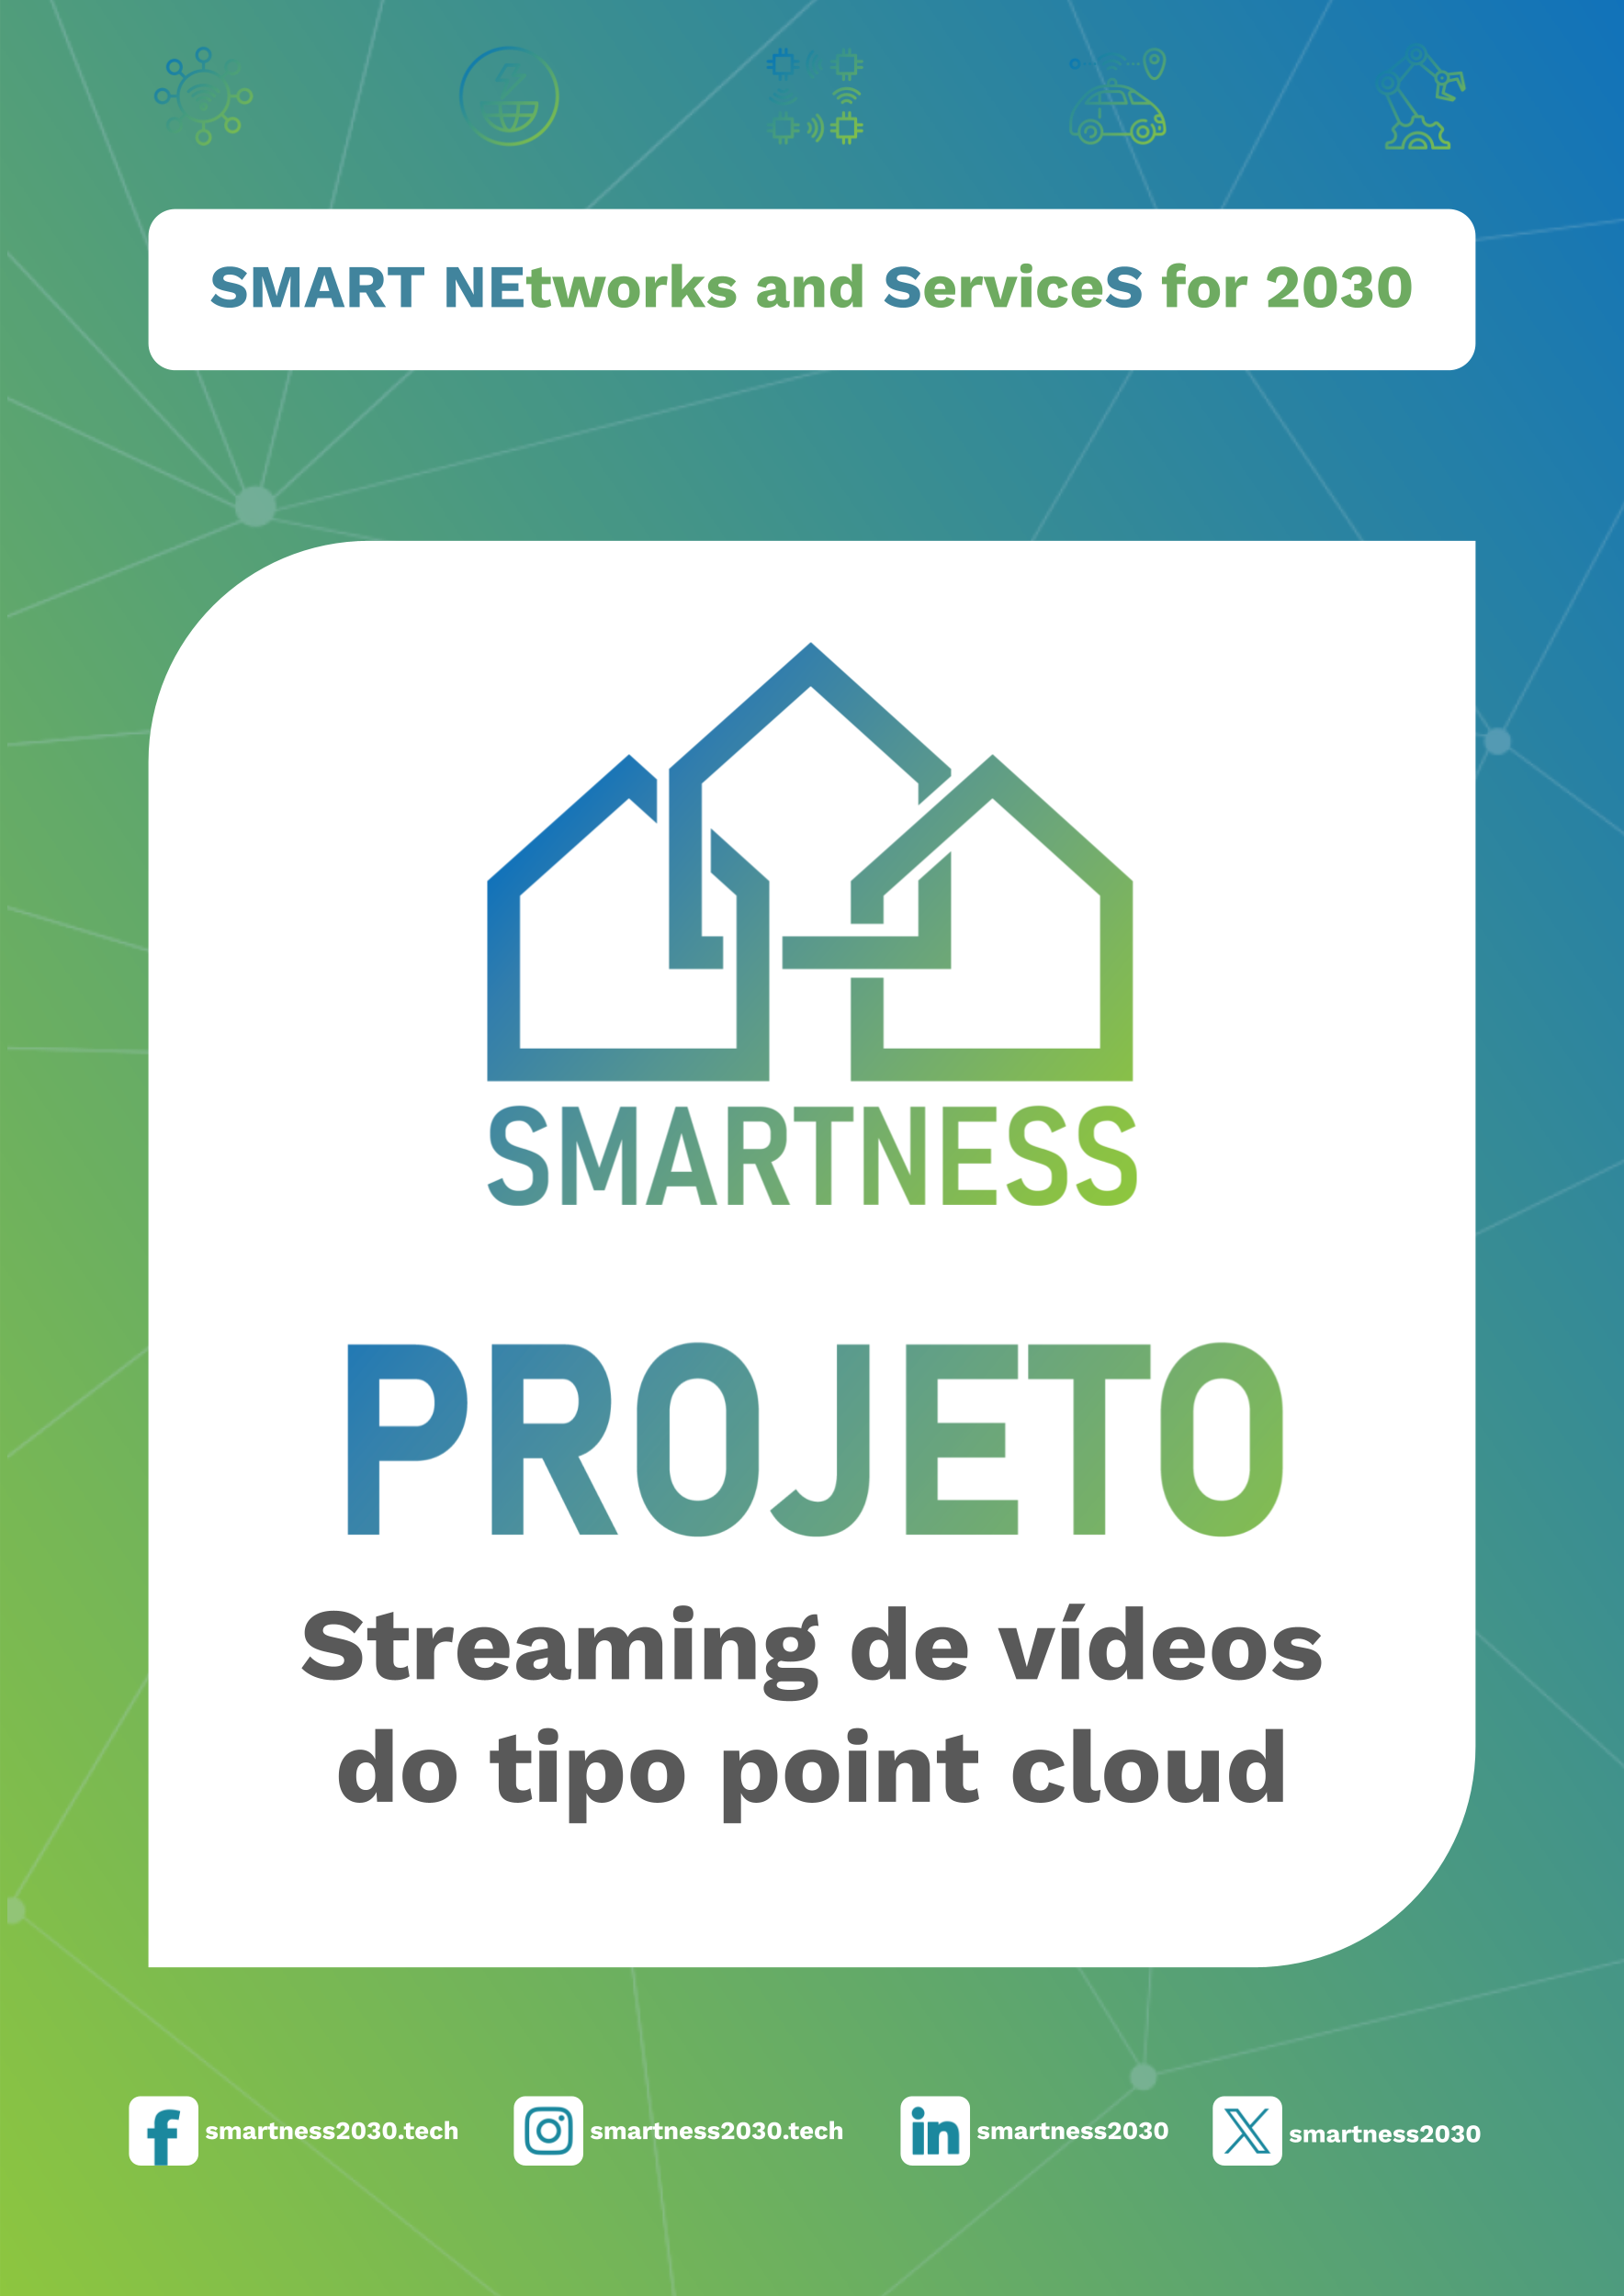 SMART NEtworks and ServiceS for 2030
SMARTNESS
PROJETO
Streaming de vídeos
do tipo point cloud
smartness2030.tech
smartness2030.tech
smartness2030
smartness2030